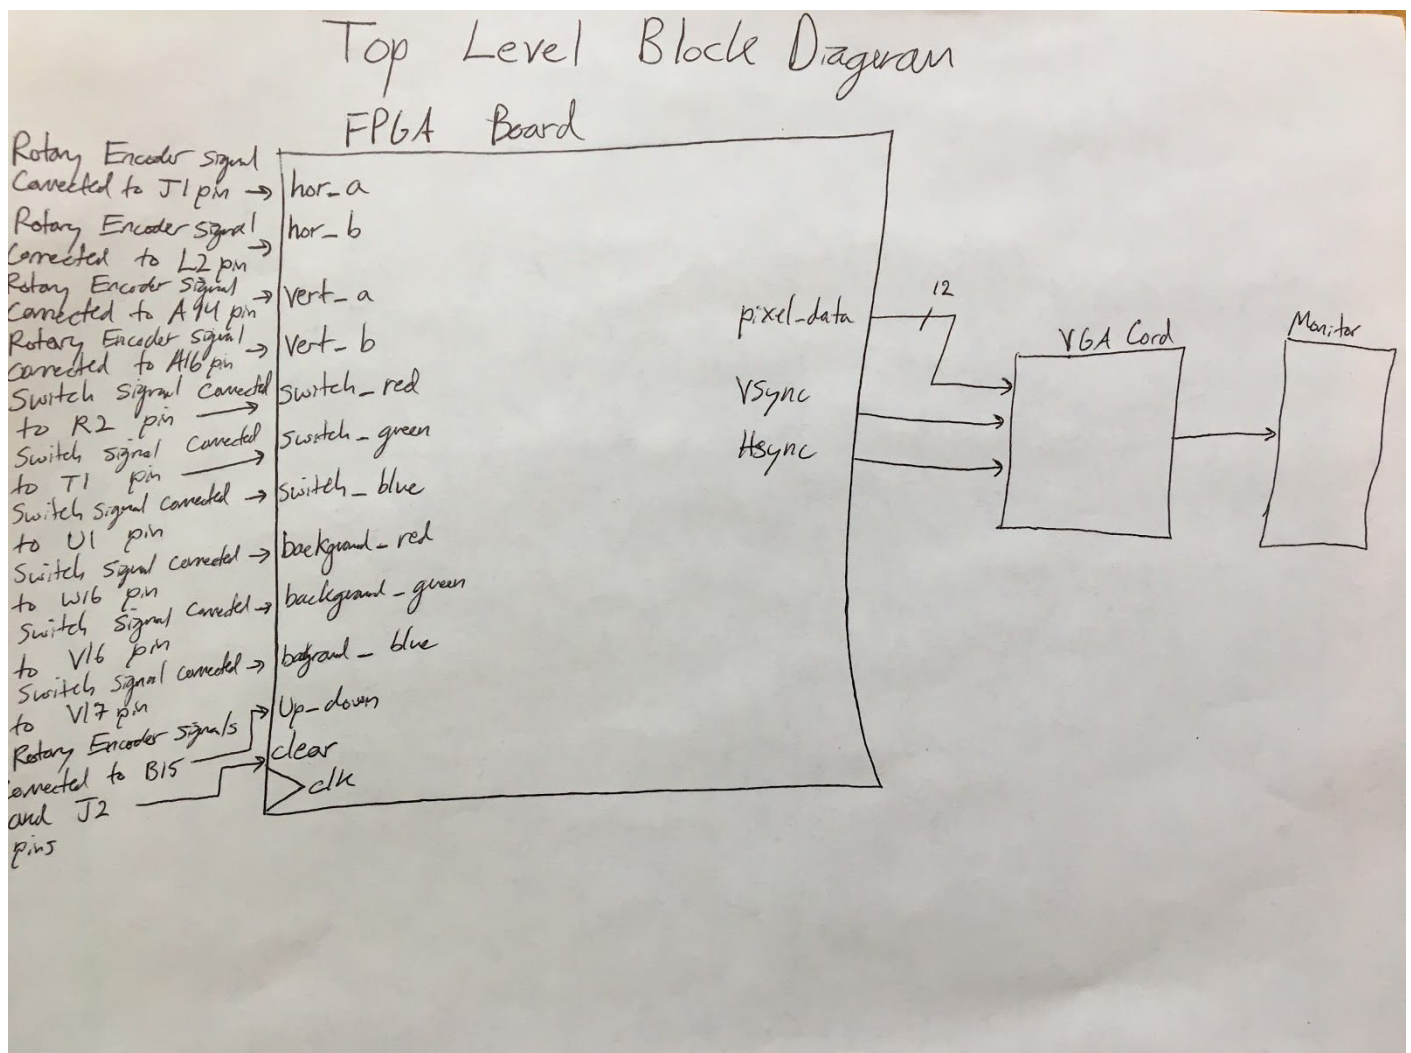 Top Level Block Diagram
FPGA Board
Rotary Encoder signal
Connected to J1 pin
hor_a
Rotary Encoder signal
Connected to L2 pin
hor_b
Rotary Encoder Signal
Connected to A14 pin
vert_a
Rotary Encoder signal
connected to A16 pin
vert_b
Switch Signal Connected
to R2 pin
switch_red
Switch signal Connected
to T1 pin
switch_green
Switch signal connected
to U1 pin
switch_blue
Switch signal connected
to W16 pin
background_red
Switch signal Connected
to V16 pin
background_green
Switch signal connected
to V17 pin
background_blue
Rotary Encoder signals
connected to B15
and J2
pins
Up_down
clear
clk
pixel_data
12
VSync
Hsync
VGA Cord
Monitor